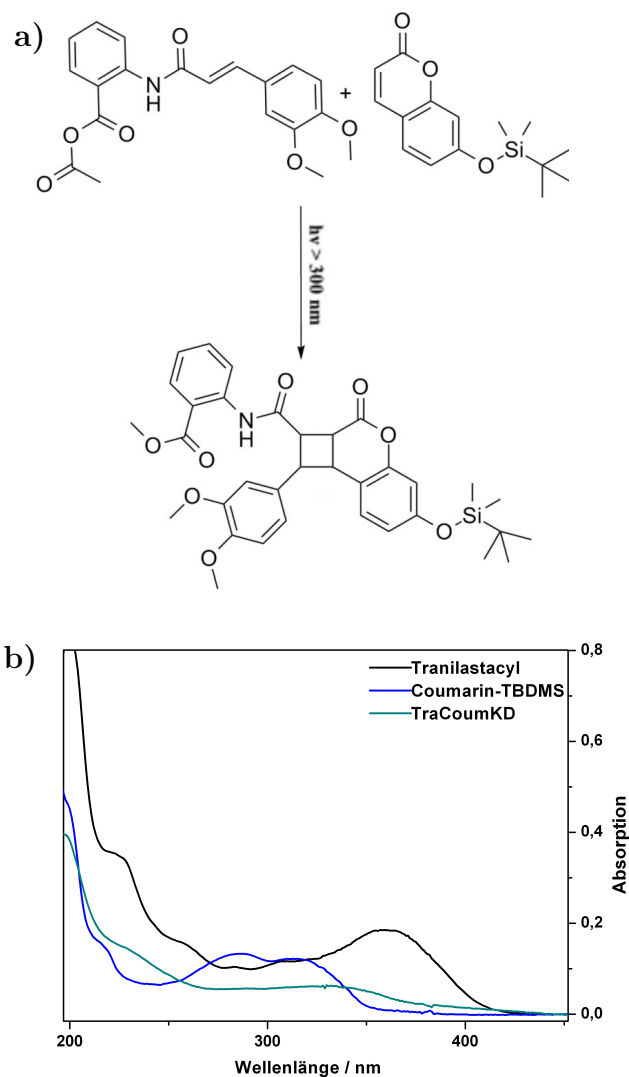 a)
O
N
H
O
O
O
O
O
+
O
O
O
Si
hν > 300 nm
O
N
H
O
O
O
O
O
O
O
Si
b)
Tranilastacyl
Coumarin-TBDMS
TraCoumKD
0,8
0,6
0,4
0,2
0,0
Absorption
200 300 400
Wellenlänge / nm